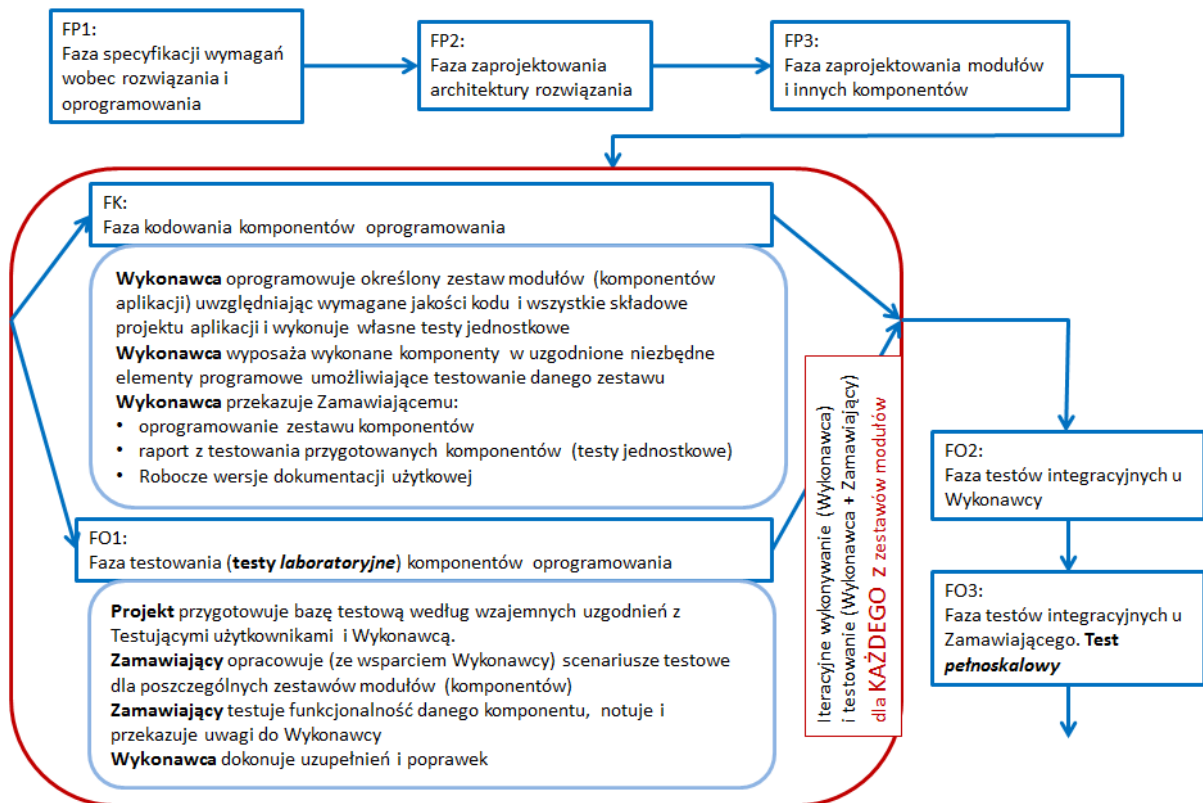 FP1:
Faza specyfikacji wymagań
wobec rozwiązania i
oprogramowania
FP2:
Faza zaprojektowania
architektury rozwiązania
FP3:
Faza zaprojektowania modułów
i innych komponentów
FK:
Faza kodowania komponentów oprogramowania
Wykonawca oprogramowuje określony zestaw modułów (komponentów
aplikacji) uwzględniając wymagane jakości kodu i wszystkie składowe
projektu aplikacji i wykonuje własne testy jednostkowe
Wykonawca wyposaża wykonane komponenty w uzgodnione niezbędne
elementy programowe umożliwiające testowanie danego zestawu
Wykonawca przekazuje Zamawiającemu:
• oprogramowanie zestawu komponentów
• raport z testowania przygotowanych komponentów (testy jednostkowe)
• Robocze wersje dokumentacji użytkowej
FO1:
Faza testowania (testy laboratoryjne) komponentów oprogramowania
Projekt przygotowuje bazę testową według wzajemnych uzgodnień z
Testującymi użytkownikami i Wykonawcą.
Zamawiający opracowuje (ze wsparciem Wykonawcy) scenariusze testowe
dla poszczególnych zestawów modułów (komponentów)
Zamawiający testuje funkcjonalność danego komponentu, notuje i
przekazuje uwagi do Wykonawcy
Wykonawca dokonuje uzupełnień i poprawek
Iteracyjne wykonywanie (Wykonawca)
i testowanie (Wykonawca + Zamawiający)
dla KAŻDEGO z zestawów modułów
FO2:
Faza testów integracyjnych u
Wykonawcy
FO3:
Faza testów integracyjnych u
Zamawiającego. Test
pełnoskalowy